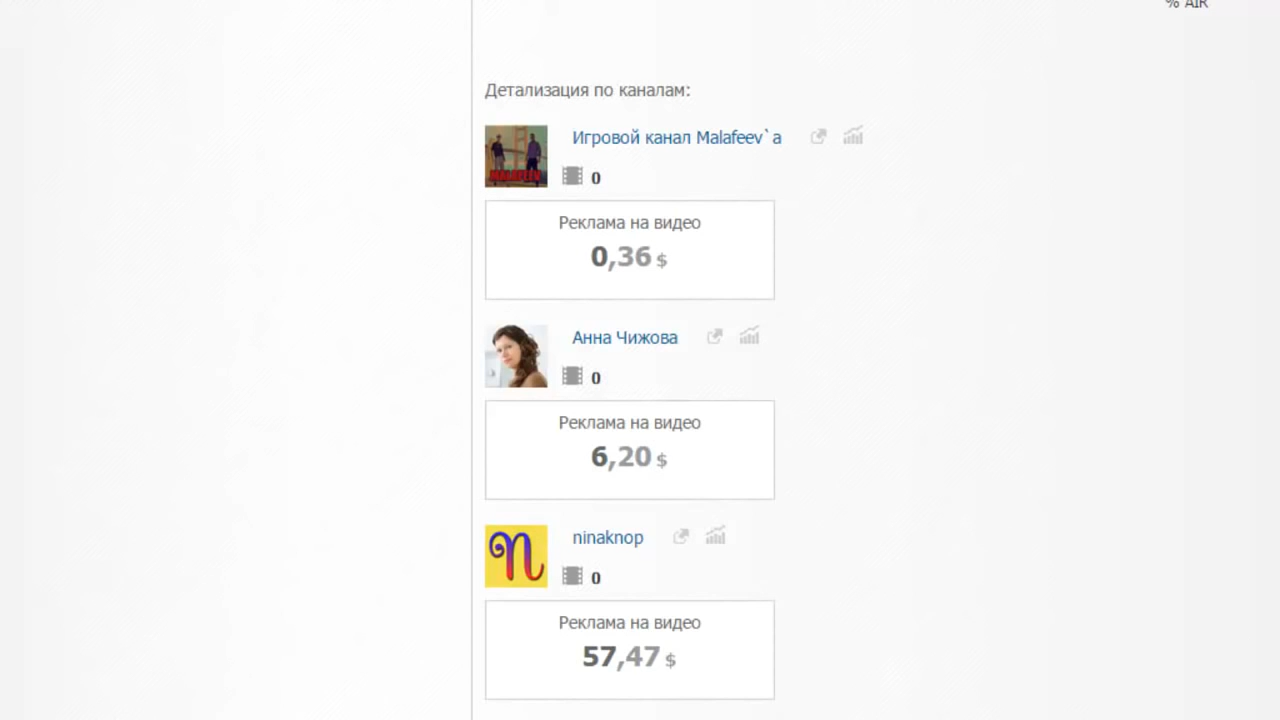 % AIR
Детализация по каналам:
Игровой канал Malafeev`a
MALAFEEV
0
Реклама на видео
0,36 $
Анна Чижова
0
Реклама на видео
6,20 $
n
ninaknop
0
Реклама на видео
57,47 $